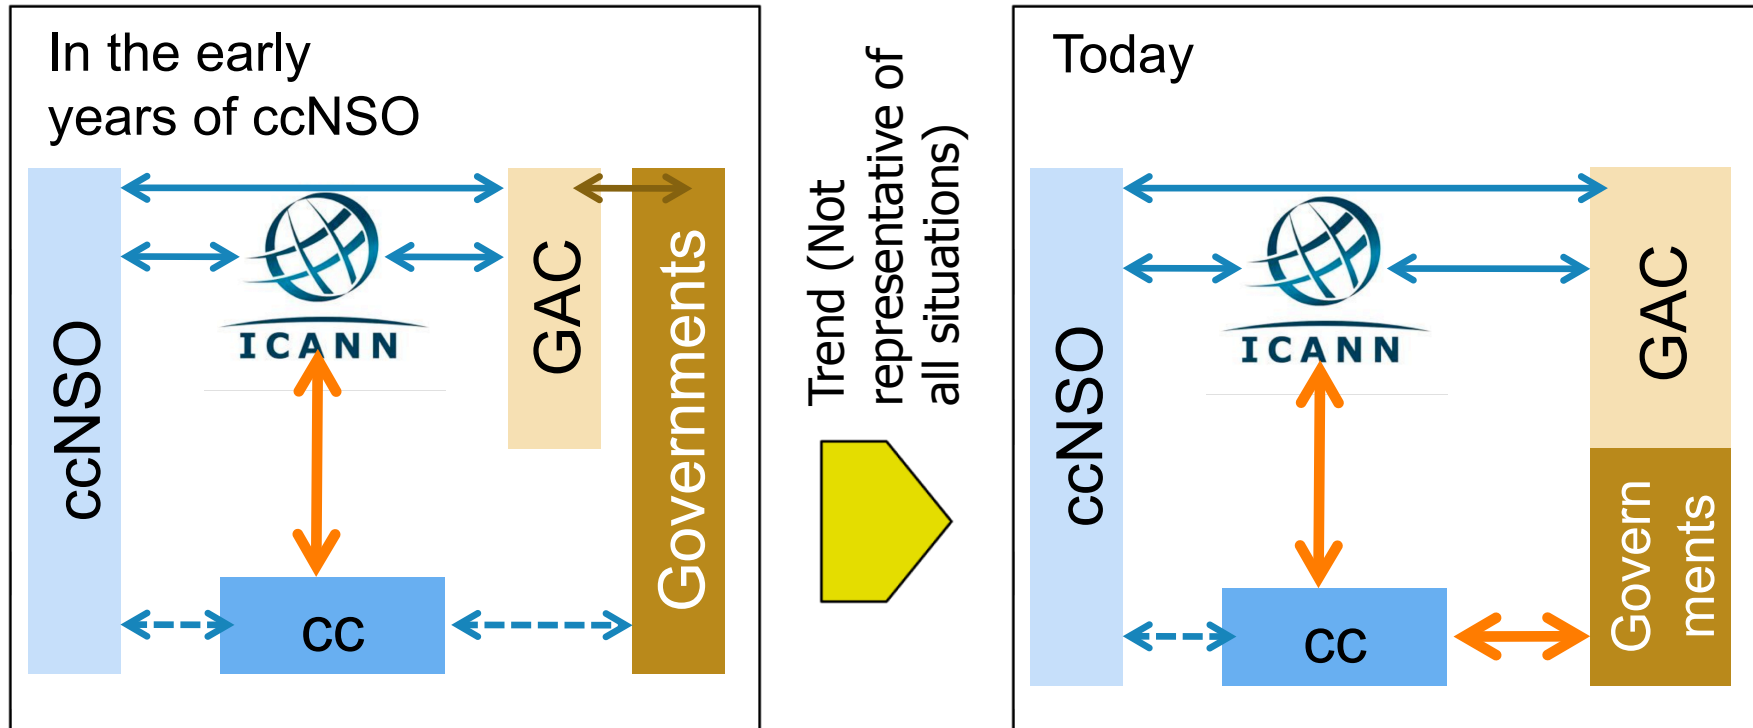 In the early
years of ccNSO
ccNSO
ICANN
GAC
Governments
cc
Trend (Not
representative of
all situations)
Today
ccNSO
ICANN
GAC
Govern
ments
cc